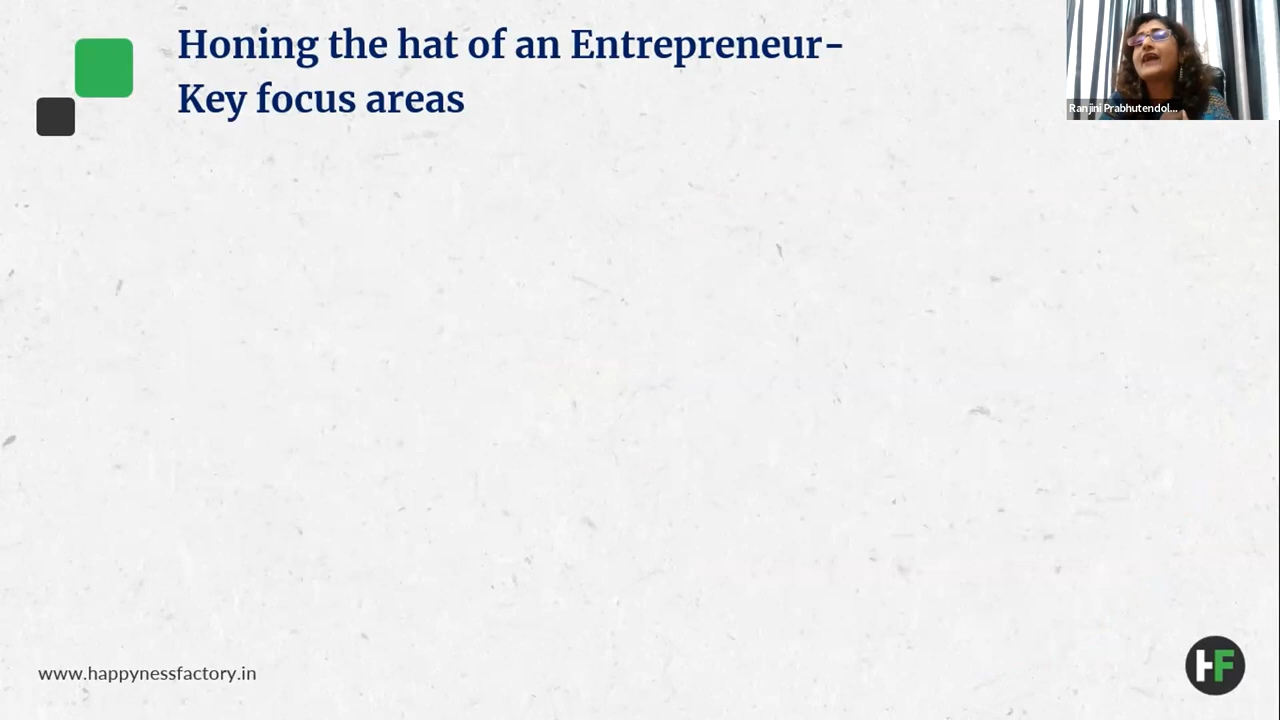 Honing the hat of an Entrepreneur-
Key focus areas
Ranjini Prabhutendol...
www.happynessfactory.in
HF